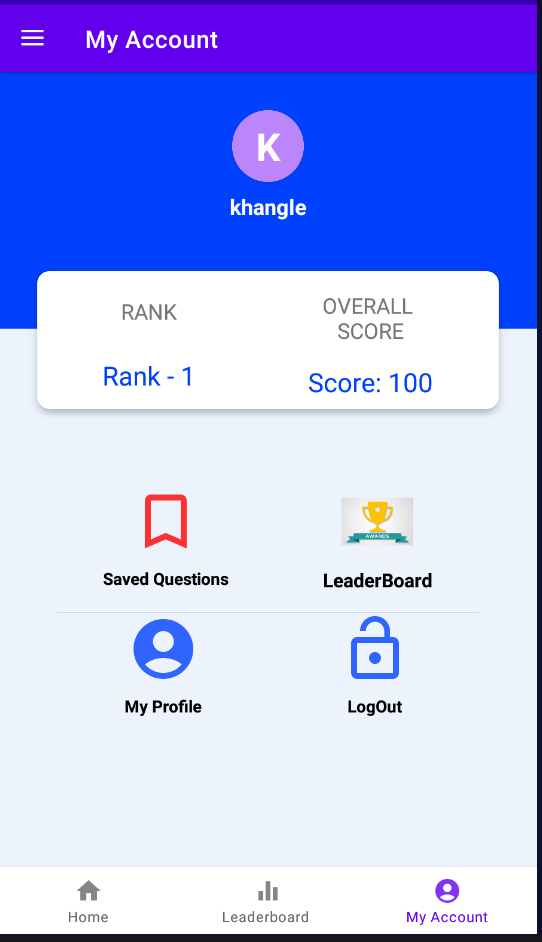 My Account
K
khangle
RANK
OVERALL
SCORE
Rank - 1
Score: 100
AWARDS
Saved Questions
LeaderBoard
My Profile
LogOut
Home
Leaderboard
My Account